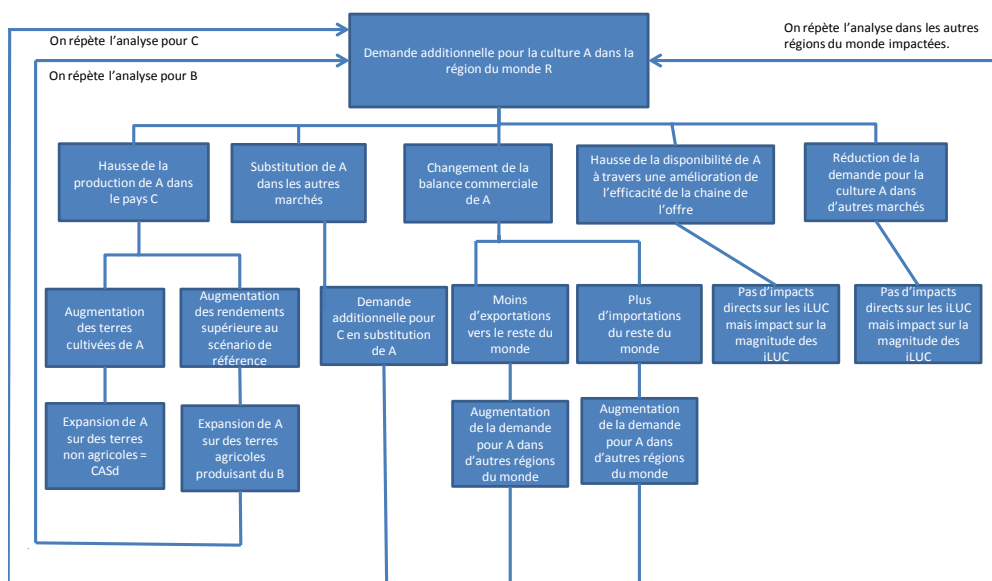 On répète l'analyse pour C
On répète l'analyse pour B
Demande additionnelle pour la culture A dans la
région du monde R
On répète l'analyse dans les autres
régions du monde impactées.
Hausse de la
production de A dans
le pays C
Substitution de A
dans les autres
marchés
Changement de la
balance commerciale
de A
Hausse de la disponibilité de A
à travers une amélioration de
l'efficacité de la chaine de
l'offre
Réduction de la
demande pour la
culture A dans
d'autres marchés
Augmentation
des terres
cultivées de A
Augmentation
des rendements
supérieure au
scénario de
référence
Demande
additionnelle pour
C en substitution
de A
Moins
d'exportations
vers le reste du
monde
Plus
d'importations
du reste du
monde
Pas d'impacts
directs sur les iLUC
mais impact sur la
magnitude des
iLUC
Pas d'impacts
directs sur les iLUC
mais impact sur la
magnitude des
iLUC
Expansion de A
sur des terres
non agricoles =
CASd
Expansion de A
sur des terres
agricoles
produisant du B
Augmentation
de la demande
pour A dans
d'autres régions
du monde
Augmentation
de la demande
pour A dans
d'autres régions
du monde